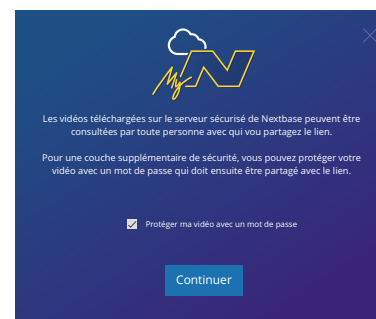 My N
Les vidéos téléchargées sur le serveur sécurisé de Nextbase peuvent être
consultées par toute personne avec qui vou partagez le lien.
Pour une couche supplémentaire de sécurité, vous pouvez protéger votre
vidéo avec un mot de passe qui doit ensuite être partagé avec le lien.
Protéger ma vidéo avec un mot de passe
Continuer